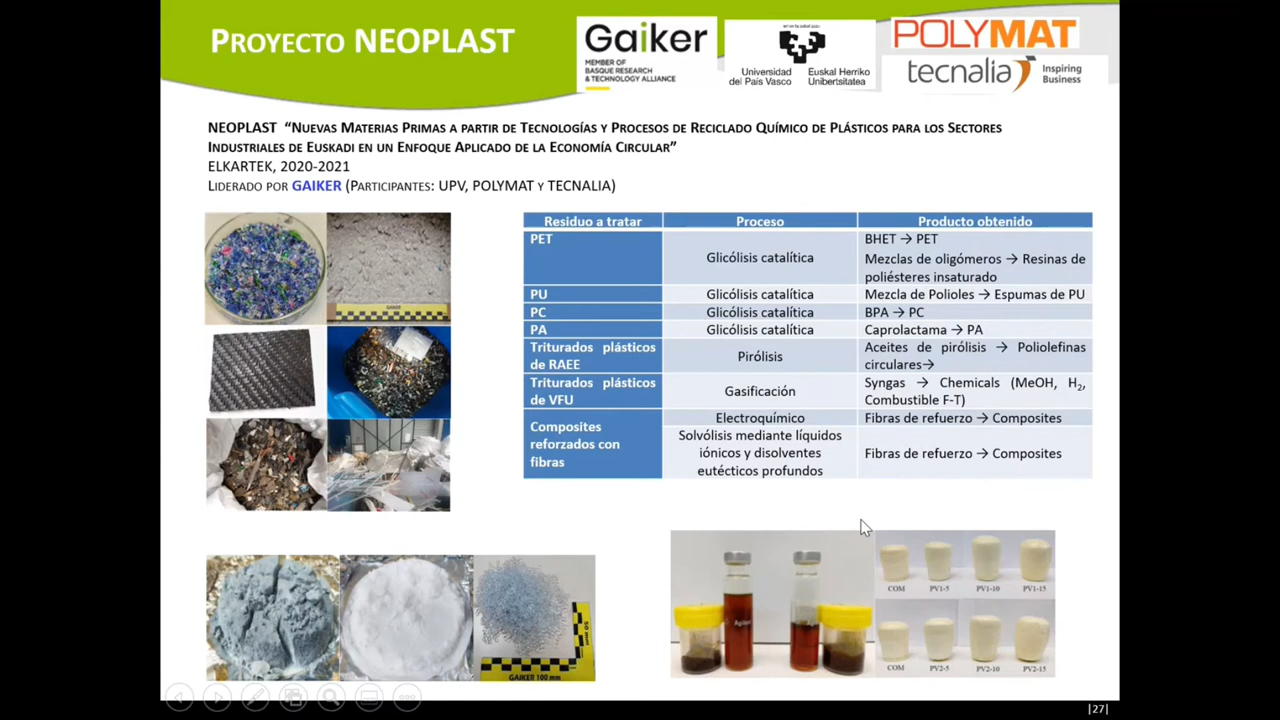 PROYECTO NEOPLAST
Gaiker
MEMBER OF
BASQUE RESEARCH
& TECHNOLOGY ALLIANCE
Universidad
del País Vasco
Euskal Herriko
Unibertsitatea
POLYMAT
tecnalia
Inspiring
Business
NEOPLAST “NUEVAS MATERIAS PRIMAS A PARTIR DE TECNOLOGÍAS Y PROCESOS DE RECICLADO QUÍMICO DE PLÁSTICOS PARA LOS SECTORES
INDUSTRIALES DE EUSKADI EN UN ENFOQUE APLICADO DE LA ECONOMÍA CIRCULAR”
ELKARTEK, 2020-2021
LIDERADO POR GAIKER (PARTICIPANTES: UPV, POLYMAT Y TECNALIA)
Residuo a tratar Proceso Producto obtenido
PET
Glicólisis catalítica
BHET → PET
Mezclas de oligómeros → Resinas de
poliésteres insaturado
PU Glicólisis catalítica Mezcla de Polioles → Espumas de PU
PC Glicólisis catalítica BPA → PC
PA Glicólisis catalítica Caprolactama → PA
Triturados plásticos
de RAEE
Pirólisis
Aceites de pirólisis → Poliolefinas
circulares→
Triturados plásticos
de VFU
Gasificación
Syngas → Chemicals (MeOH, H2,
Combustible F-T)
Composites
reforzados con
fibras
Electroquímico Fibras de refuerzo → Composites
Solvólisis mediante líquidos
iónicos y disolventes
eutécticos profundos
Fibras de refuerzo → Composites
GAIKER 100 mm
50 mm
Agilent
COM PV1-5 PV1-10 PV1-15
COM PV2-5 PV2-10 PV2-15
|27|